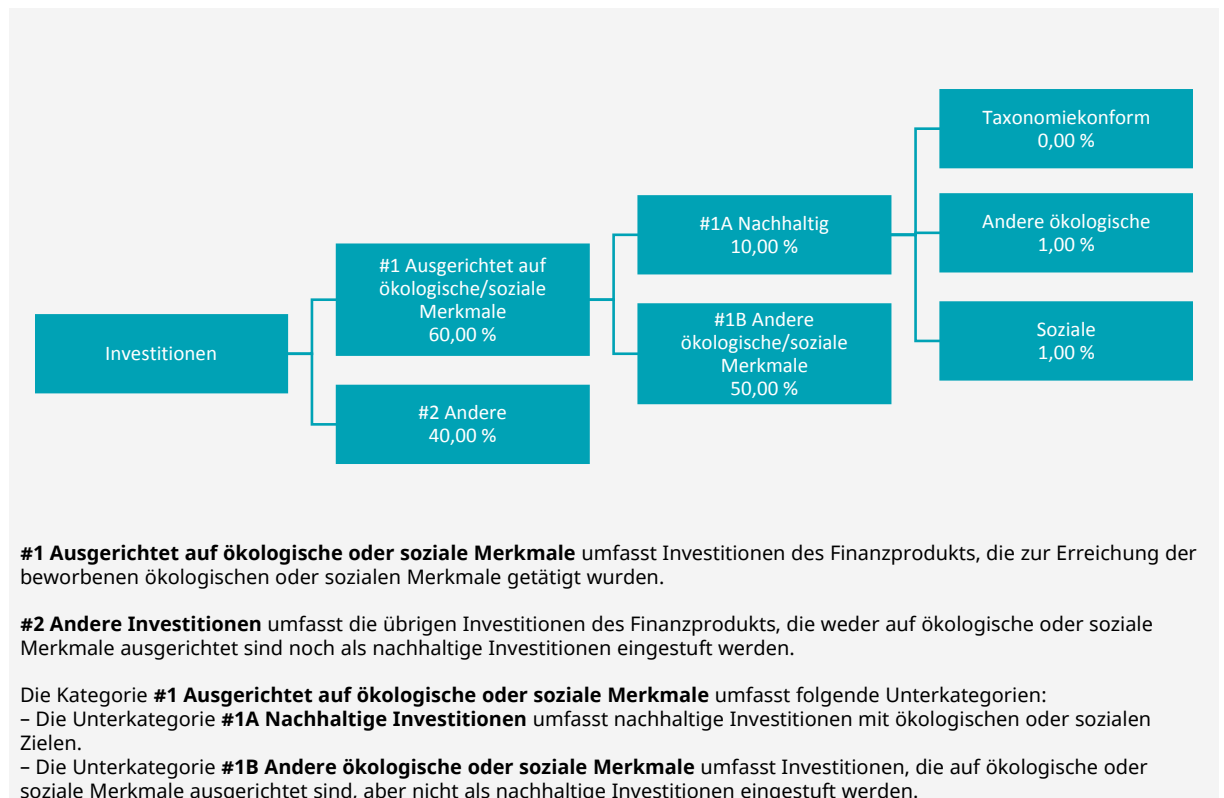 Taxonomiekonform
0,00 %
#1A Nachhaltig
10,00 %
Andere ökologische
1,00 %
#1 Ausgerichtet auf
ökologische/soziale
Merkmale
60,00 %
#1B Andere
ökologische/soziale
Merkmale
50,00 %
Soziale
1,00 %
Investitionen
#2 Andere
40,00 %
#1 Ausgerichtet auf ökologische oder soziale Merkmale umfasst Investitionen des Finanzprodukts, die zur Erreichung der
beworbenen ökologischen oder sozialen Merkmale getätigt wurden.
#2 Andere Investitionen umfasst die übrigen Investitionen des Finanzprodukts, die weder auf ökologische oder soziale
Merkmale ausgerichtet sind noch als nachhaltige Investitionen eingestuft werden.
Die Kategorie #1 Ausgerichtet auf ökologische oder soziale Merkmale umfasst folgende Unterkategorien:
– Die Unterkategorie #1A Nachhaltige Investitionen umfasst nachhaltige Investitionen mit ökologischen oder sozialen
Zielen.
– Die Unterkategorie #1B Andere ökologische oder soziale Merkmale umfasst Investitionen, die auf ökologische oder
soziale Merkmale ausgerichtet sind, aber nicht als nachhaltige Investitionen eingestuft werden.